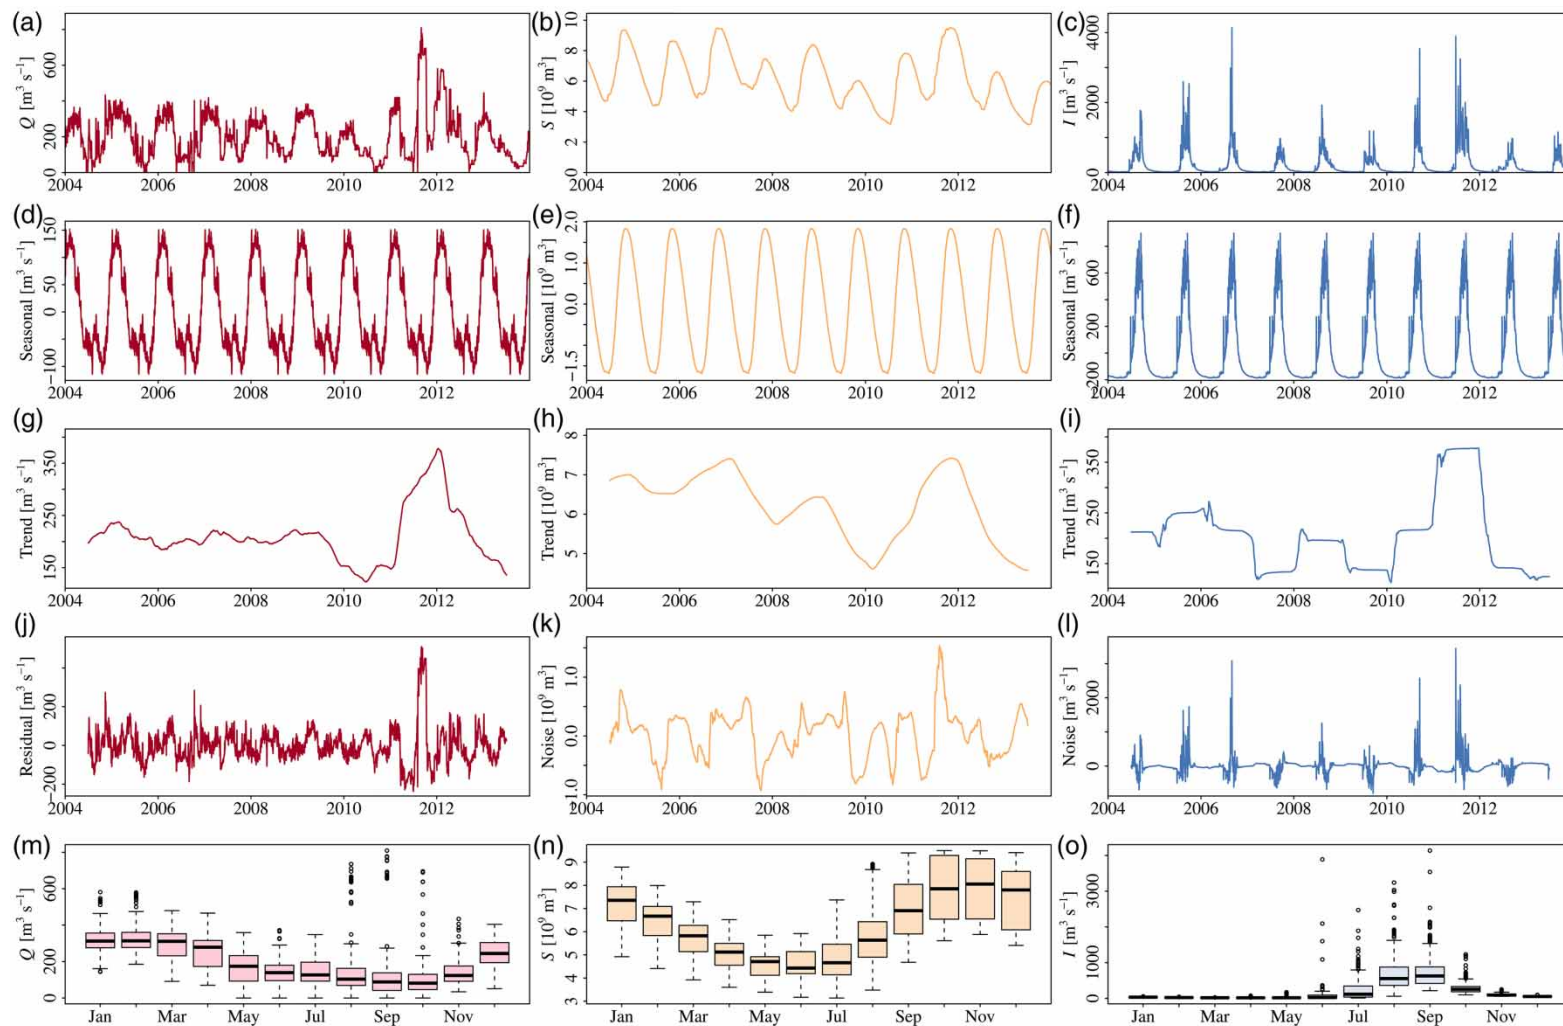 (a)
Q [m³ s⁻¹]
0 200 600
2004 2006 2008 2010 2012
(b)
S [10⁹ m³]
0 2 4 6 8 10
2004 2006 2008 2010 2012
(c)
I [m³ s⁻¹]
0 2000 4000
2004 2006 2008 2010 2012
(d)
Seasonal [m³ s⁻¹]
−100 0 50 150
2004 2006 2008 2010 2012
(e)
Seasonal [10⁹ m³]
−1.5 0.0 1.0 2.0
2004 2006 2008 2010 2012
(f)
Seasonal [m³ s⁻¹]
200 200 600
2004 2006 2008 2010 2012
(g)
Trend [m³ s⁻¹]
150 250 350
2004 2006 2008 2010 2012
(h)
Trend [10⁹ m³]
5 6 7 8
2004 2006 2008 2010 2012
(i)
Trend [m³ s⁻¹]
150 250 350
2004 2006 2008 2010 2012
(j)
Residual [m³ s⁻¹]
−200 0 200
2004 2006 2008 2010 2012
(k)
Noise [10⁹ m³]
1.0 0.0 1.0
2004 2006 2008 2010 2012
(l)
Noise [m³ s⁻¹]
0 2000
2004 2006 2008 2010 2012
(m)
Q [m³ s⁻¹]
0 200 600
Jan Mar May Jul Sep Nov
(n)
S [10⁹ m³]
3 4 5 6 7 8 9
Jan Mar May Jul Sep Nov
(o)
I [m³ s⁻¹]
0 1000 3000
Jan Mar May Jul Sep Nov